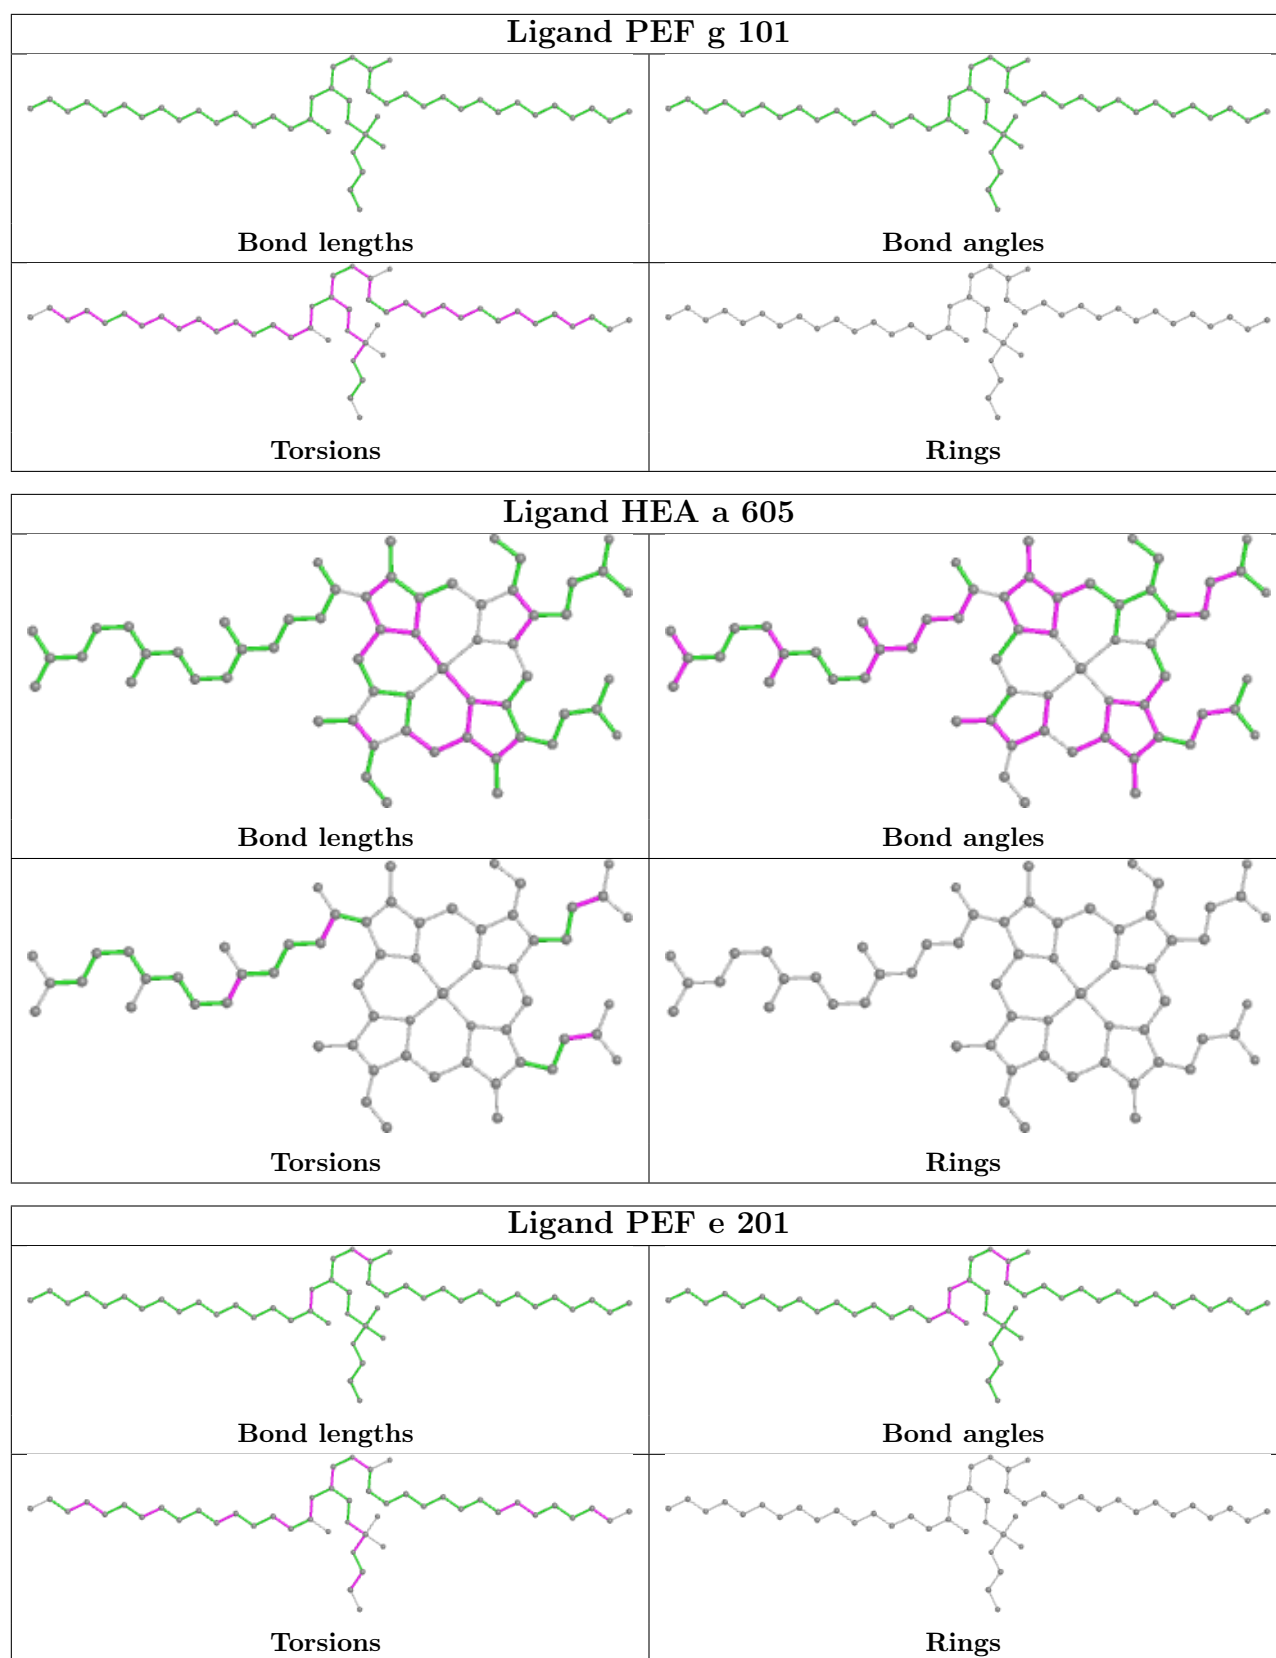 Ligand PEF g 101
Bond lengths
Bond angles
Torsions
Rings
Ligand HEA a 605
Bond lengths
Bond angles
Torsions
Rings
Ligand PEF e 201
Bond lengths
Bond angles
Torsions
Rings